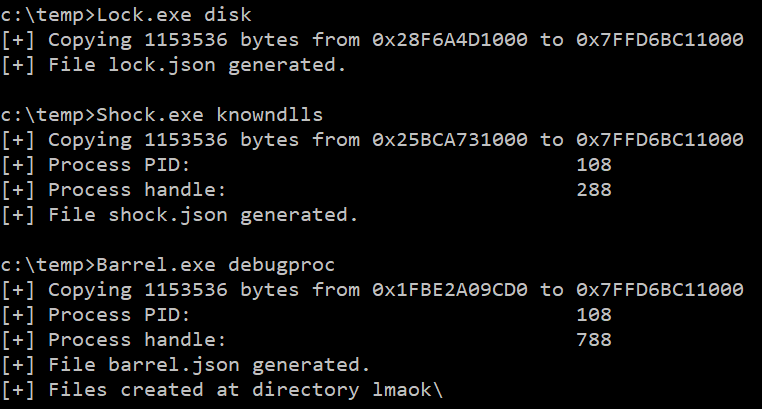 c:\temp>Lock.exe disk
[+] Copying 1153536 bytes from 0x28F6A4D1000 to 0x7FFD6BC11000
[+] File lock.json generated.
c:\temp>Shock.exe knowndlls
[+] Copying 1153536 bytes from 0x25BCA731000 to 0x7FFD6BC11000
[+] Process PID: 108
[+] Process handle: 288
[+] File shock.json generated.
c:\temp>Barrel.exe debugproc
[+] Copying 1153536 bytes from 0x1FBE2A09CD0 to 0x7FFD6BC11000
[+] Process PID: 108
[+] Process handle: 788
[+] File barrel.json generated.
[+] Files created at directory lmaok\